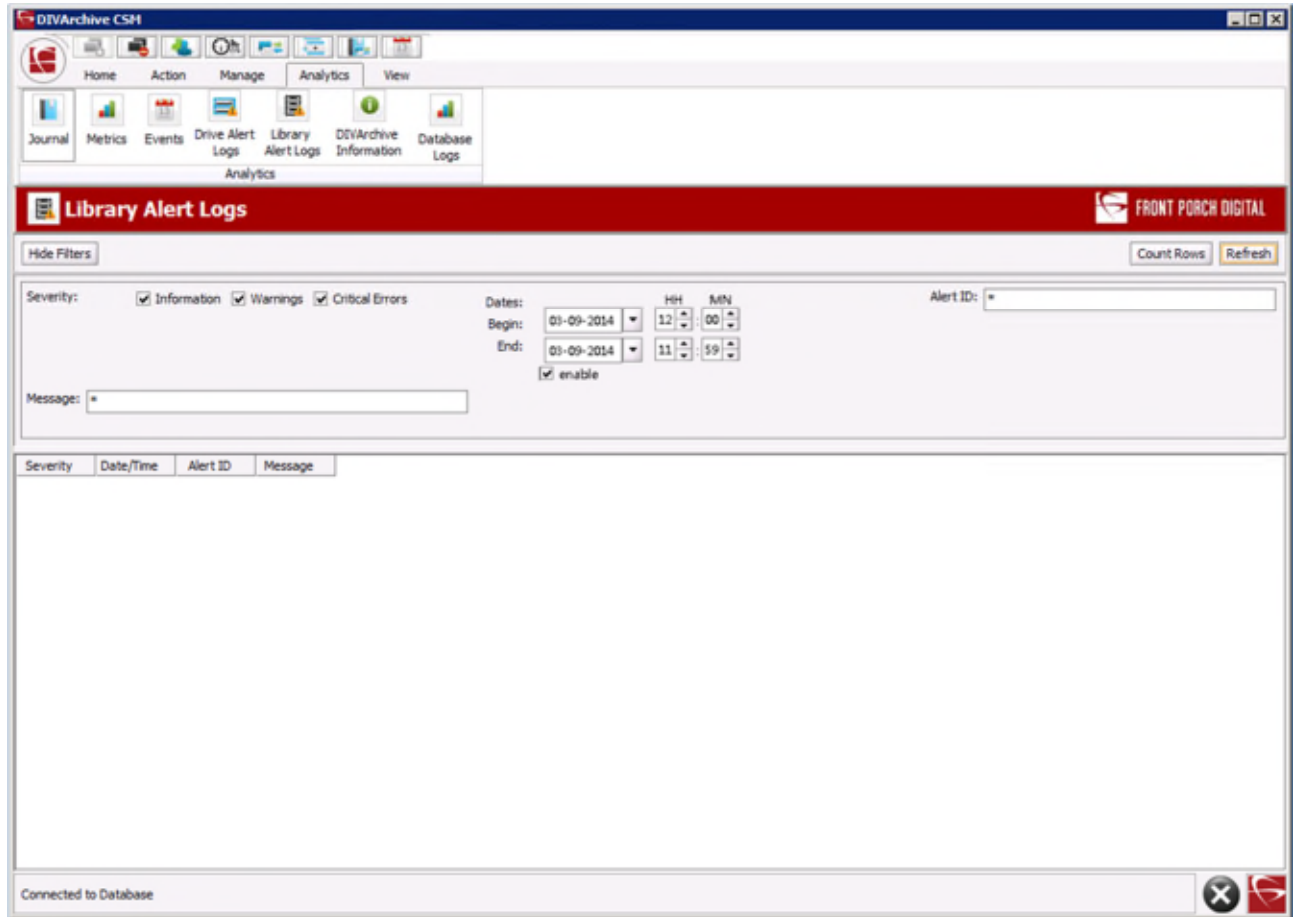 DIVArchive CSM
Home Action Manage Analytics View
Journal Metrics Events Drive Alert Logs Library Alert Logs DIVArchive Information Database Logs
Analytics
Library Alert Logs FRONT PORCH DIGITAL
Hide Filters Count Rows Refresh
Severity: Information Warnings Critical Errors Dates: HH MN Alert ID: *
Begin: 03-09-2014 12 : 00
End: 03-09-2014 11 : 59
enable
Message: *
Severity Date/Time Alert ID Message
Connected to Database